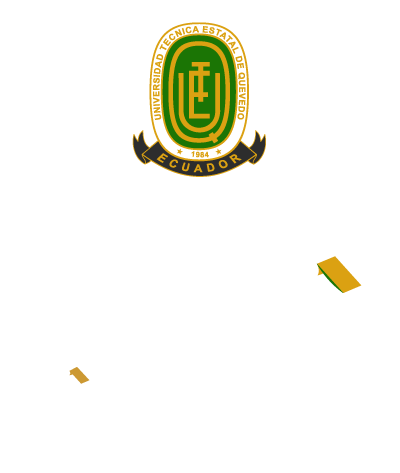 UNIVERSIDAD TÉCNICA ESTATAL DE QUEVEDO
1984
ECUADOR